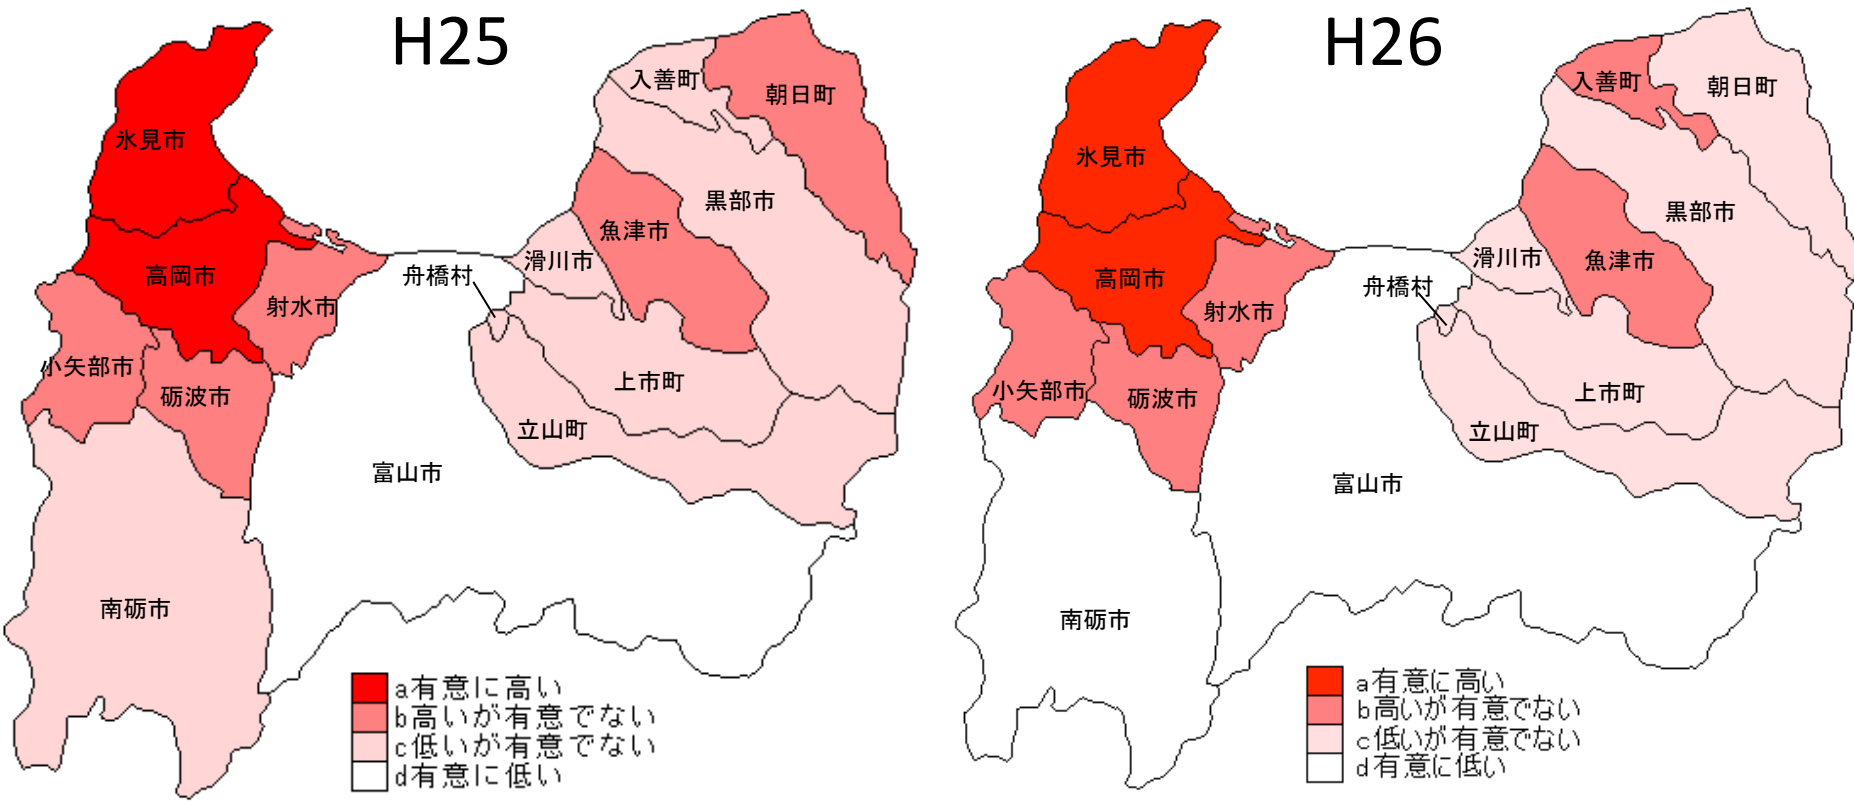 H25
入善町
朝日町
氷見市
黒部市
魚津市
滑川市
高岡市
舟橋村
射水市
小矢部市
上市町
砺波市
立山町
富山市
南砺市
a有意に高い
b高いが有意でない
c低いが有意でない
d有意に低い
H26
入善町
朝日町
氷見市
黒部市
滑川市
魚津市
高岡市
舟橋村
射水市
小矢部市
上市町
砺波市
立山町
富山市
南砺市
a有意に高い
b高いが有意でない
c低いが有意でない
d有意に低い